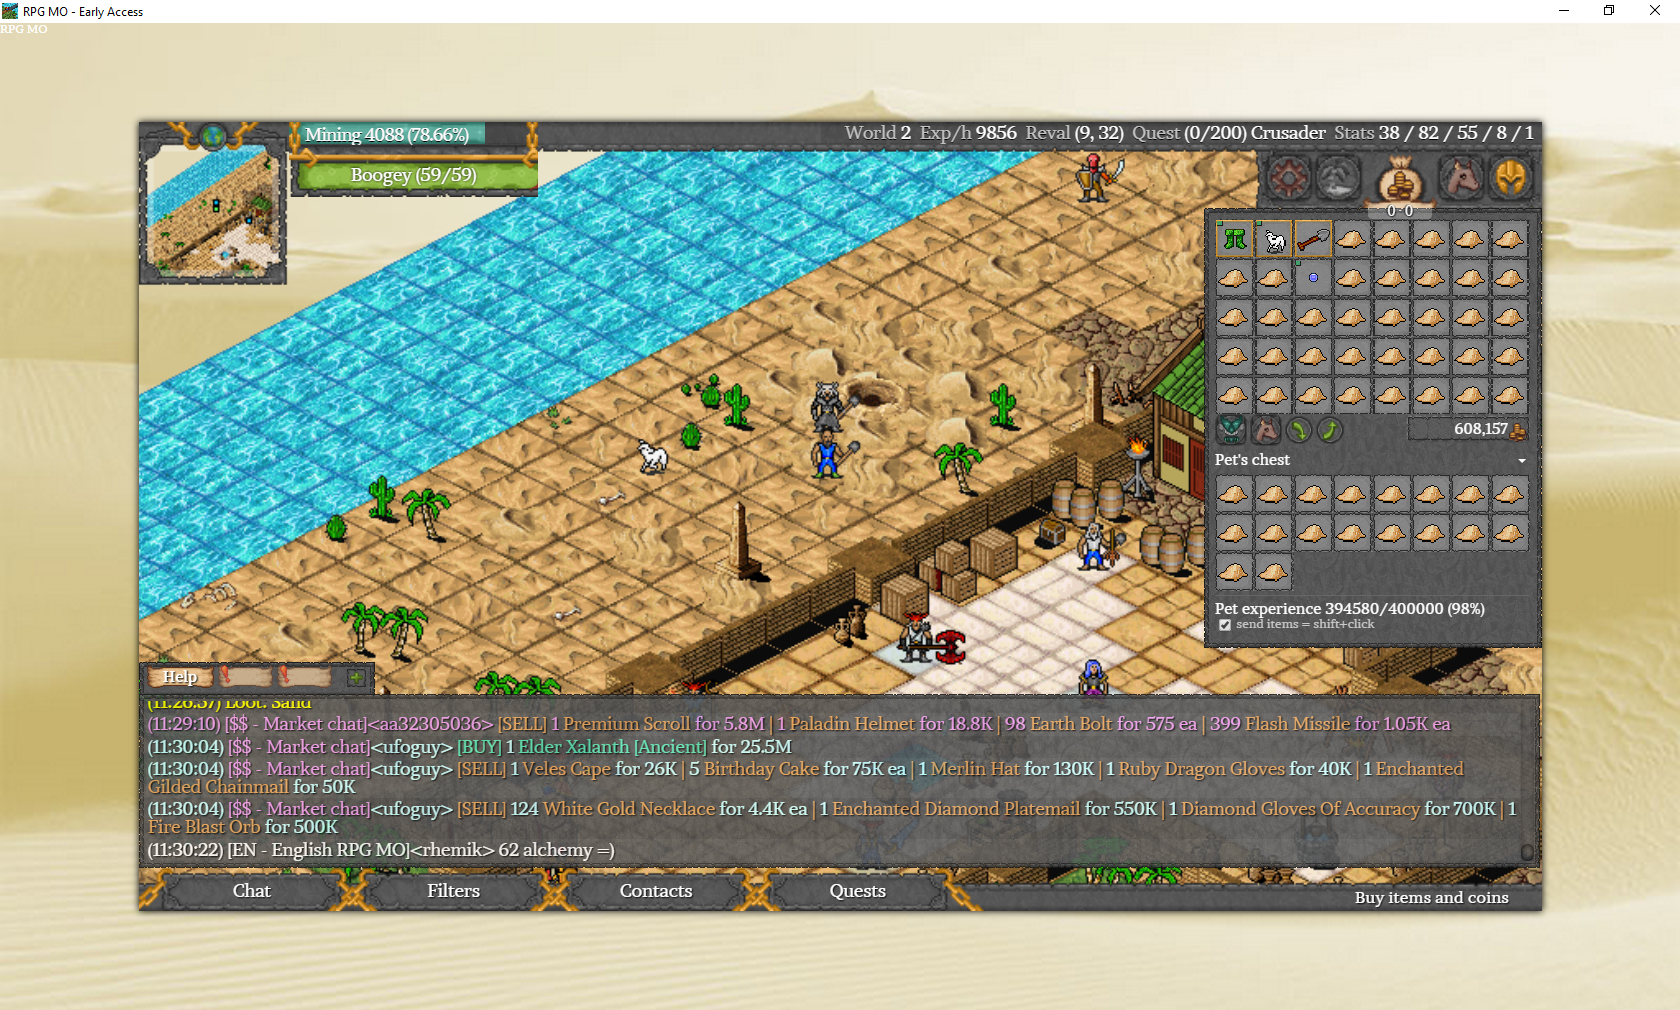 RPG MO - Early Access
RPG MO
Mining 4088 (78.66%)
World 2 Exp/h 9856 Reval (9, 32) Quest (0/200) Crusader Stats 38 / 82 / 55 / 8 / 1
Boogey (59/59)
0 - 0
608,157
Pet's chest
Pet experience 394580/400000 (98%)
send items = shift+click
Help
(11:26:57) Loot: Sand
(11:29:10) [$$ - Market chat]<aa32305036> [SELL] 1 Premium Scroll for 5.8M | 1 Paladin Helmet for 18.8K | 98 Earth Bolt for 575 ea | 399 Flash Missile for 1.05K ea
(11:30:04) [$$ - Market chat]<ufoguy> [BUY] 1 Elder Xalanth [Ancient] for 25.5M
(11:30:04) [$$ - Market chat]<ufoguy> [SELL] 1 Veles Cape for 26K | 5 Birthday Cake for 75K ea | 1 Merlin Hat for 130K | 1 Ruby Dragon Gloves for 40K | 1 Enchanted
Gilded Chainmail for 50K
(11:30:04) [$$ - Market chat]<ufoguy> [SELL] 124 White Gold Necklace for 4.4K ea | 1 Enchanted Diamond Platemail for 550K | 1 Diamond Gloves Of Accuracy for 700K | 1
Fire Blast Orb for 500K
(11:30:22) [EN - English RPG MO]<rhemik> 62 alchemy =)
Chat
Filters
Contacts
Quests
Buy items and coins